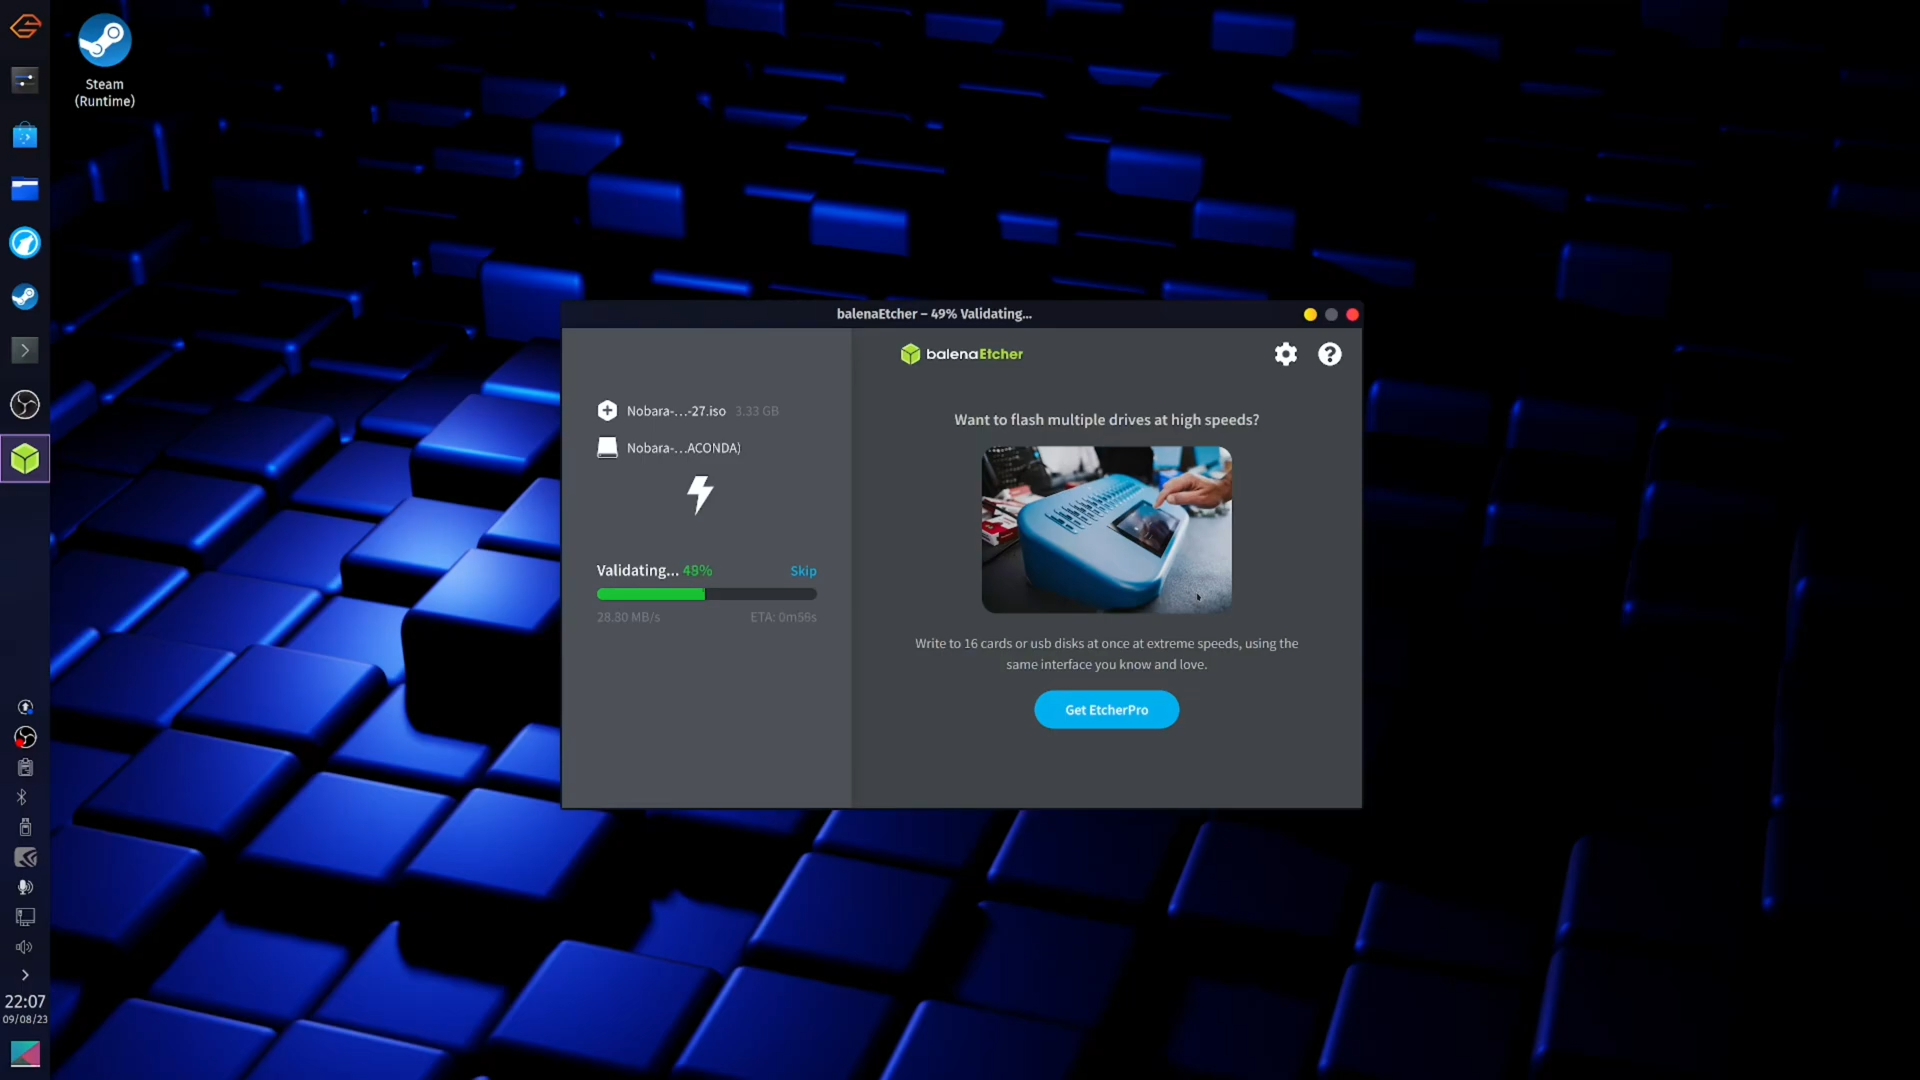 Steam
(Runtime)
balenaEtcher – 49% Validating...
balenaEtcher
Nobara-...-27.iso 3.33 GB
Nobara-...ACONDA)
Validating... 49%
Skip
28.80 MB/s
ETA: 0m56s
Want to flash multiple drives at high speeds?
Write to 16 cards or usb disks at once at extreme speeds, using the
same interface you know and love.
Get EtcherPro
22:07
09/08/23